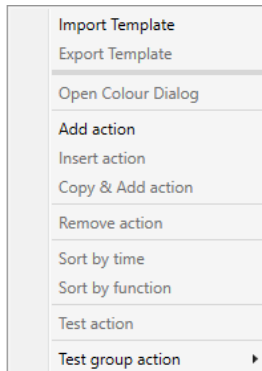 Import Template
Export Template
Open Colour Dialog
Add action
Insert action
Copy & Add action
Remove action
Sort by time
Sort by function
Test action
Test group action